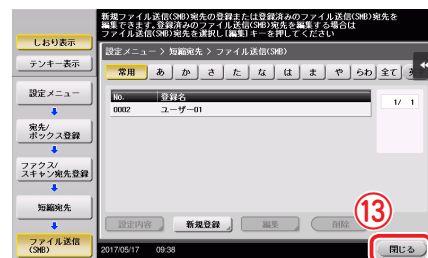 新規ファイル送信(SMB)宛先の登録または登録済みのファイル送信(SMB)宛先を
編集できます。登録済みのファイル送信(SMB)宛先を編集する場合は
ファイル送信(SMB)宛先を選択し[編集]キーを押してください
しおり表示
テンキー表示
設定メニュー
宛先/
ボックス登録
ファクス/
スキャン宛先登録
短縮宛先
ファイル送信
(SMB)
設定メニュー > 短縮宛先 > ファイル送信(SMB)
常用 あ か さ た な は ま や らわ 全て
No. 登録名
0002 ユーザー01
1/ 1
設定内容 新規登録 編集 削除
⑬
2017/05/17 09:38
閉じる